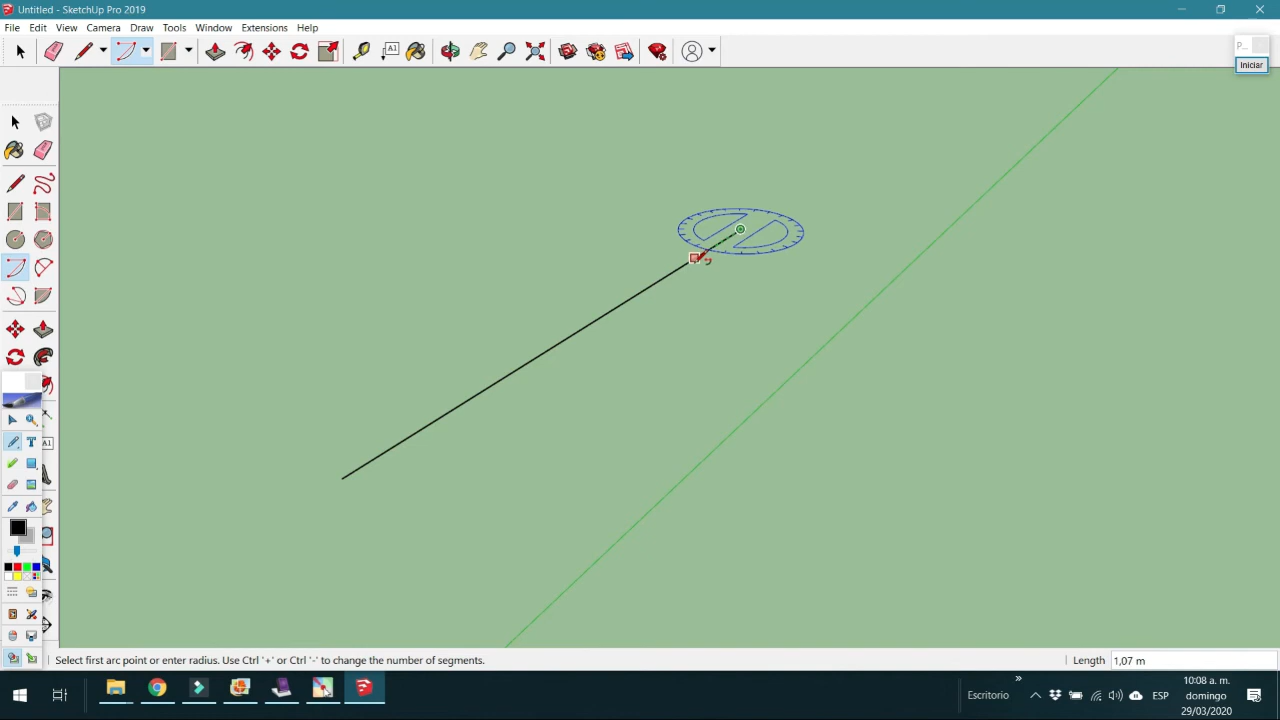 Untitled - SketchUp Pro 2019
File Edit View Camera Draw Tools Window Extensions Help
A1
P...
Iniciar
A1
T
Select first arc point or enter radius. Use Ctrl '+' or Ctrl '-' to change the number of segments.
Length 1,07 m
Escritorio
»
ESP
10:08 a. m.
domingo
29/03/2020